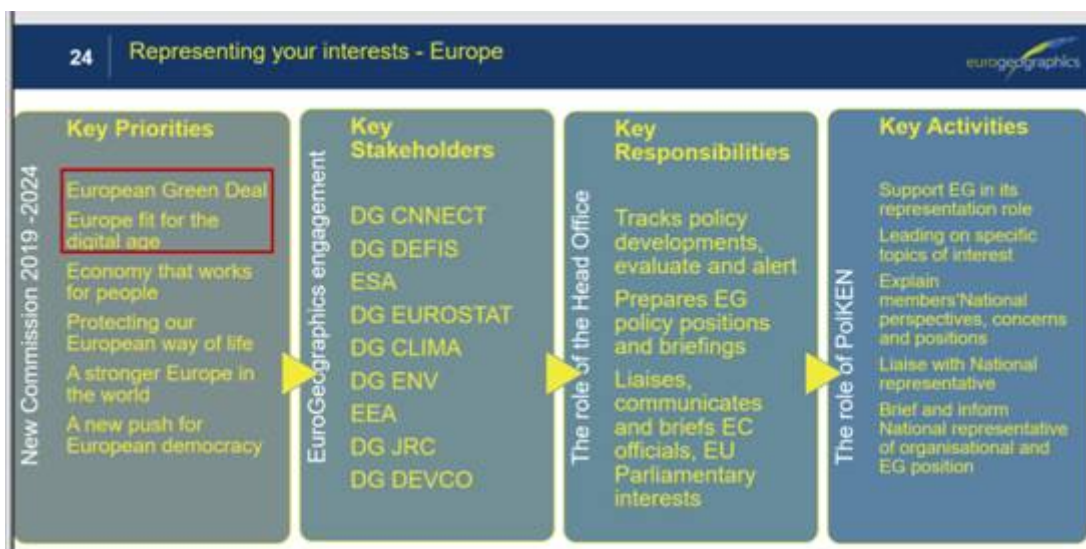 24
Representing your interests - Europe
eurogeographics
New Commission 2019 -2024
Key Priorities
European Green Deal
Europe fit for the
digital age
Economy that works
for people
Protecting our
European way of life
A stronger Europe in
the world
A new push for
European democracy
EuroGeographics engagement
Key
Stakeholders
DG CNNECT
DG DEFIS
ESA
DG EUROSTAT
DG CLIMA
DG ENV
EEA
DG JRC
DG DEVCO
The role of the Head Office
Key
Responsibilities
Tracks policy
developments,
evaluate and alert
Prepares EG
policy positions
and briefings
Liaises,
communicates
and briefs EC
officials, EU
Parliamentary
interests
The role of PolKEN
Key Activities
Support EG in its
representation role
Leading on specific
topics of interest
Explain
members'National
perspectives, concerns
and positions
Liaise with National
representative
Brief and inform
National representative
of organisational and
EG position